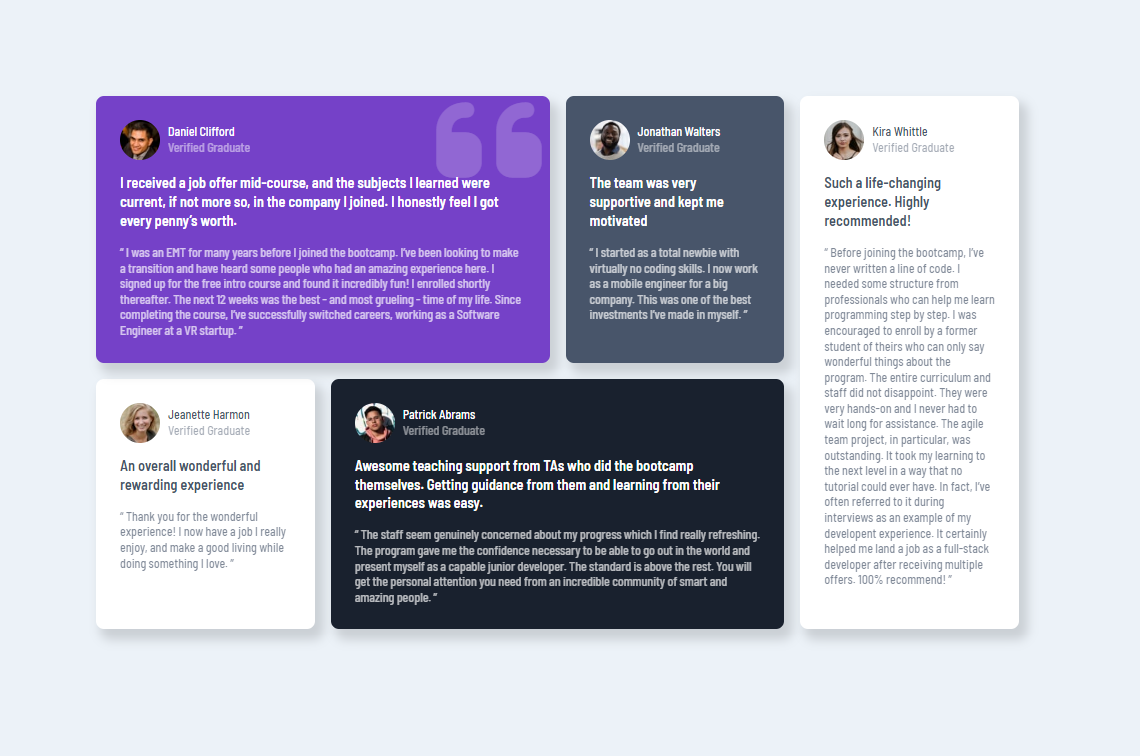 Daniel Clifford
Verified Graduate
I received a job offer mid-course, and the subjects I learned were
current, if not more so, in the company I joined. I honestly feel I got
every penny’s worth.
“ I was an EMT for many years before I joined the bootcamp. I’ve been looking to make
a transition and have heard some people who had an amazing experience here. I
signed up for the free intro course and found it incredibly fun! I enrolled shortly
thereafter. The next 12 weeks was the best - and most grueling - time of my life. Since
completing the course, I’ve successfully switched careers, working as a Software
Engineer at a VR startup. ”
Jonathan Walters
Verified Graduate
The team was very
supportive and kept me
motivated
“ I started as a total newbie with
virtually no coding skills. I now work
as a mobile engineer for a big
company. This was one of the best
investments I’ve made in myself. ”
Kira Whittle
Verified Graduate
Such a life-changing
experience. Highly
recommended!
“ Before joining the bootcamp, I’ve
never written a line of code. I
needed some structure from
professionals who can help me learn
programming step by step. I was
encouraged to enroll by a former
student of theirs who can only say
wonderful things about the
program. The entire curriculum and
staff did not disappoint. They were
very hands-on and I never had to
wait long for assistance. The agile
team project, in particular, was
outstanding. It took my learning to
the next level in a way that no
tutorial could ever have. In fact, I’ve
often referred to it during
interviews as an example of my
developent experience. It certainly
helped me land a job as a full-stack
developer after receiving multiple
offers. 100% recommend! ”
Jeanette Harmon
Verified Graduate
An overall wonderful and
rewarding experience
“ Thank you for the wonderful
experience! I now have a job I really
enjoy, and make a good living while
doing something I love. ”
Patrick Abrams
Verified Graduate
Awesome teaching support from TAs who did the bootcamp
themselves. Getting guidance from them and learning from their
experiences was easy.
“ The staff seem genuinely concerned about my progress which I find really refreshing.
The program gave me the confidence necessary to be able to go out in the world and
present myself as a capable junior developer. The standard is above the rest. You will
get the personal attention you need from an incredible community of smart and
amazing people. ”